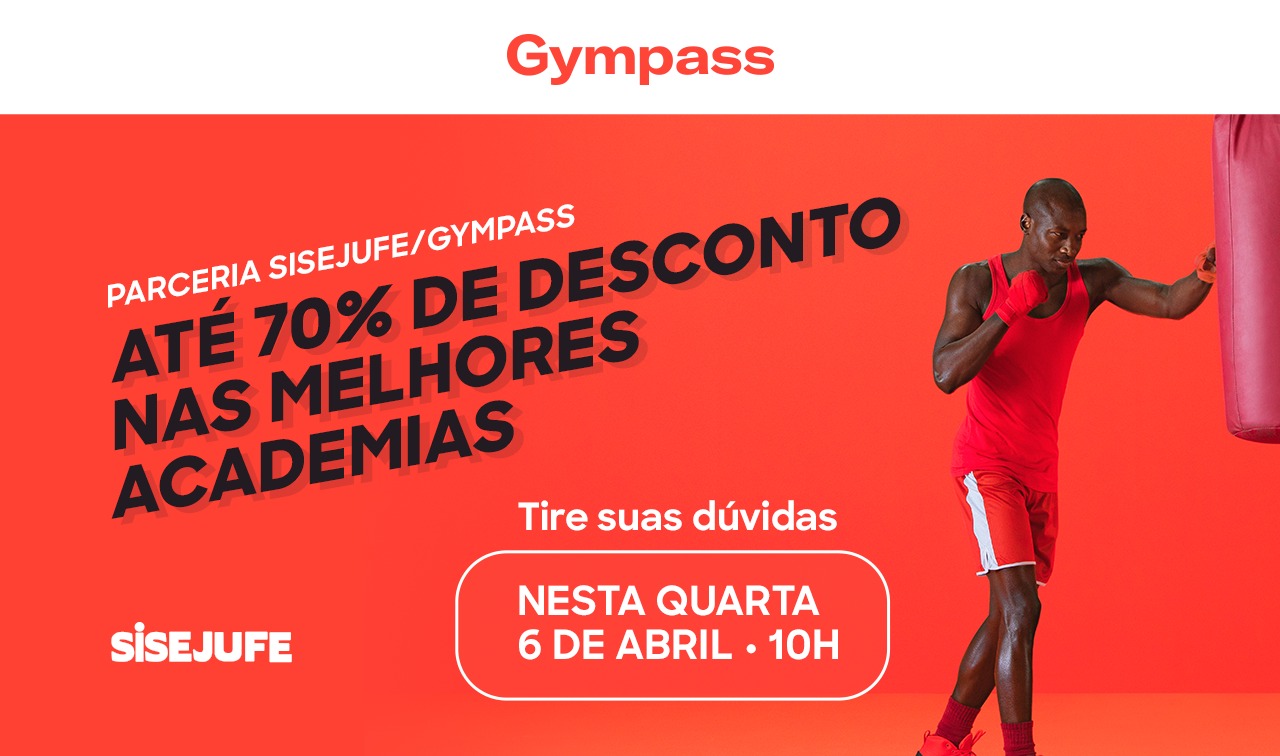 Gympass
PARCERIA SISEJUFE/GYMPASS
ATÉ 70% DE DESCONTO
NAS MELHORES
ACADEMIAS
Tire suas dúvidas
NESTA QUARTA
6 DE ABRIL • 10H
SISEJUFE